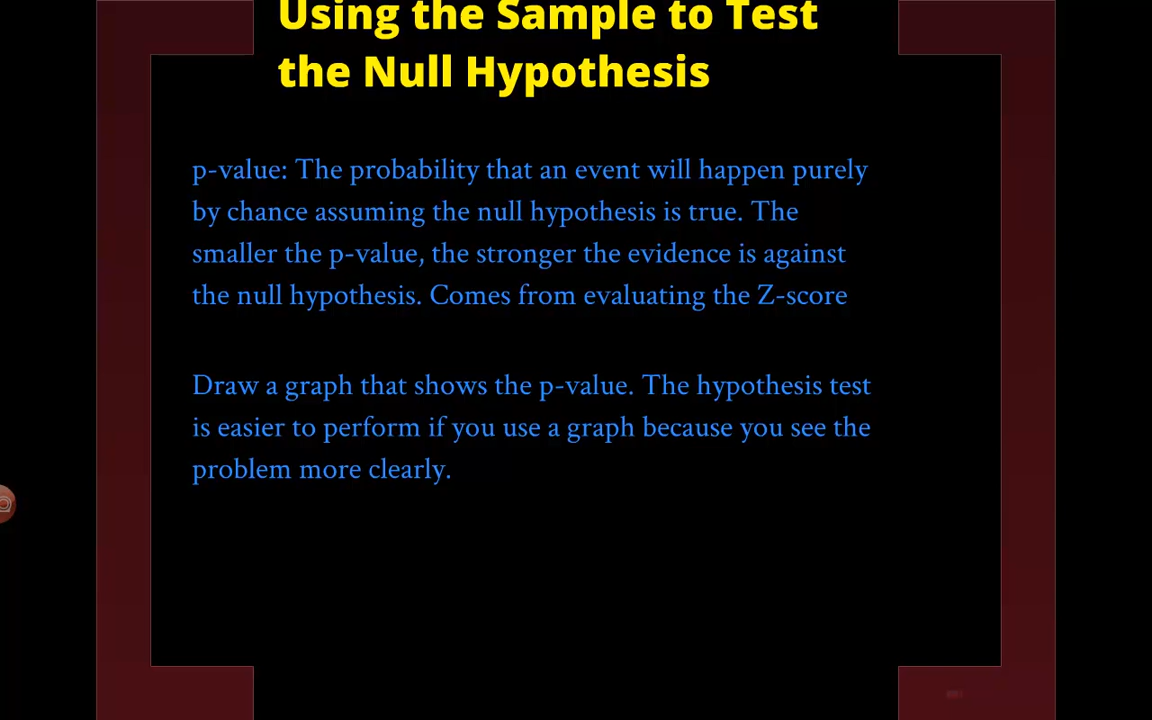 Using the Sample to Test
the Null Hypothesis
p-value: The probability that an event will happen purely
by chance assuming the null hypothesis is true. The
smaller the p-value, the stronger the evidence is against
the null hypothesis. Comes from evaluating the Z-score
Draw a graph that shows the p-value. The hypothesis test
is easier to perform if you use a graph because you see the
problem more clearly.